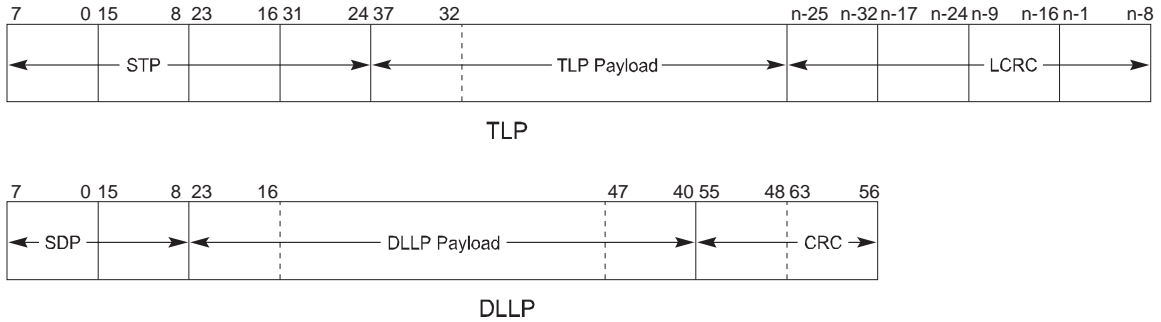 7 0 15 8 23 16 31 24 37 32 n-25 n-32 n-17 n-24 n-9 n-16 n-1 n-8
STP TLP Payload LCRC
TLP
7 0 15 8 23 16 47 40 55 48 63 56
SDP DLLP Payload CRC
DLLP